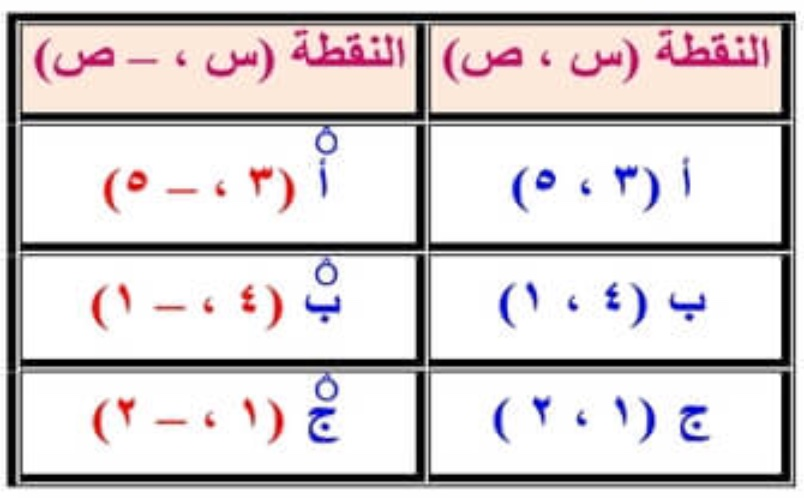 النقطة (س ، ص) النقطة (س ، – ص)
أ (٣ ، ٥) أ (٣ ، – ٥)
ب (٤ ، ١) ب (٤ ، – ١)
ج (١ ، ٢ ) ج (١ ، – ٢)